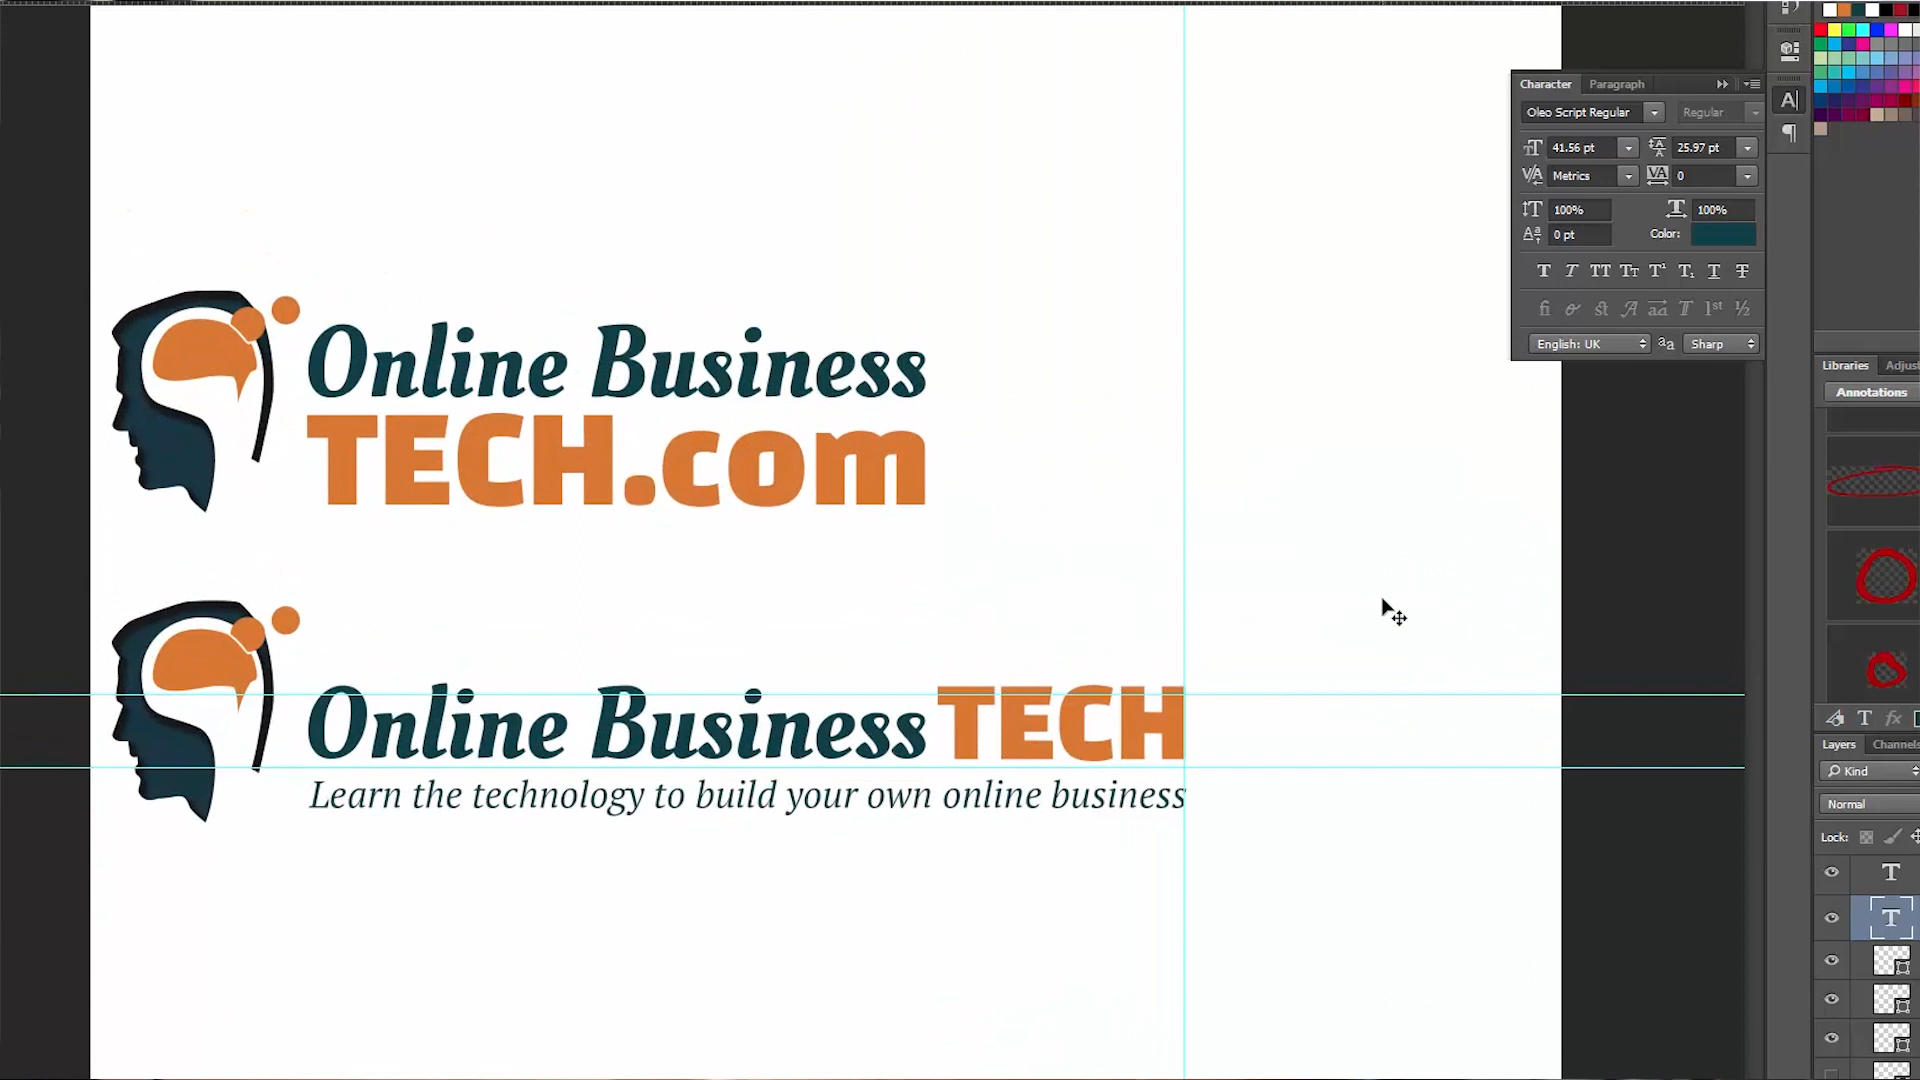 Character Paragraph
Oleo Script Regular Regular
41.56 pt 25.97 pt
Metrics 0
100% 100%
0 pt Color:
English: UK Sharp
Online Business
TECH.com
Online Business TECH
Learn the technology to build your own online business
Libraries Adjust
Annotations
Layers Channels
Kind
Normal
Lock: